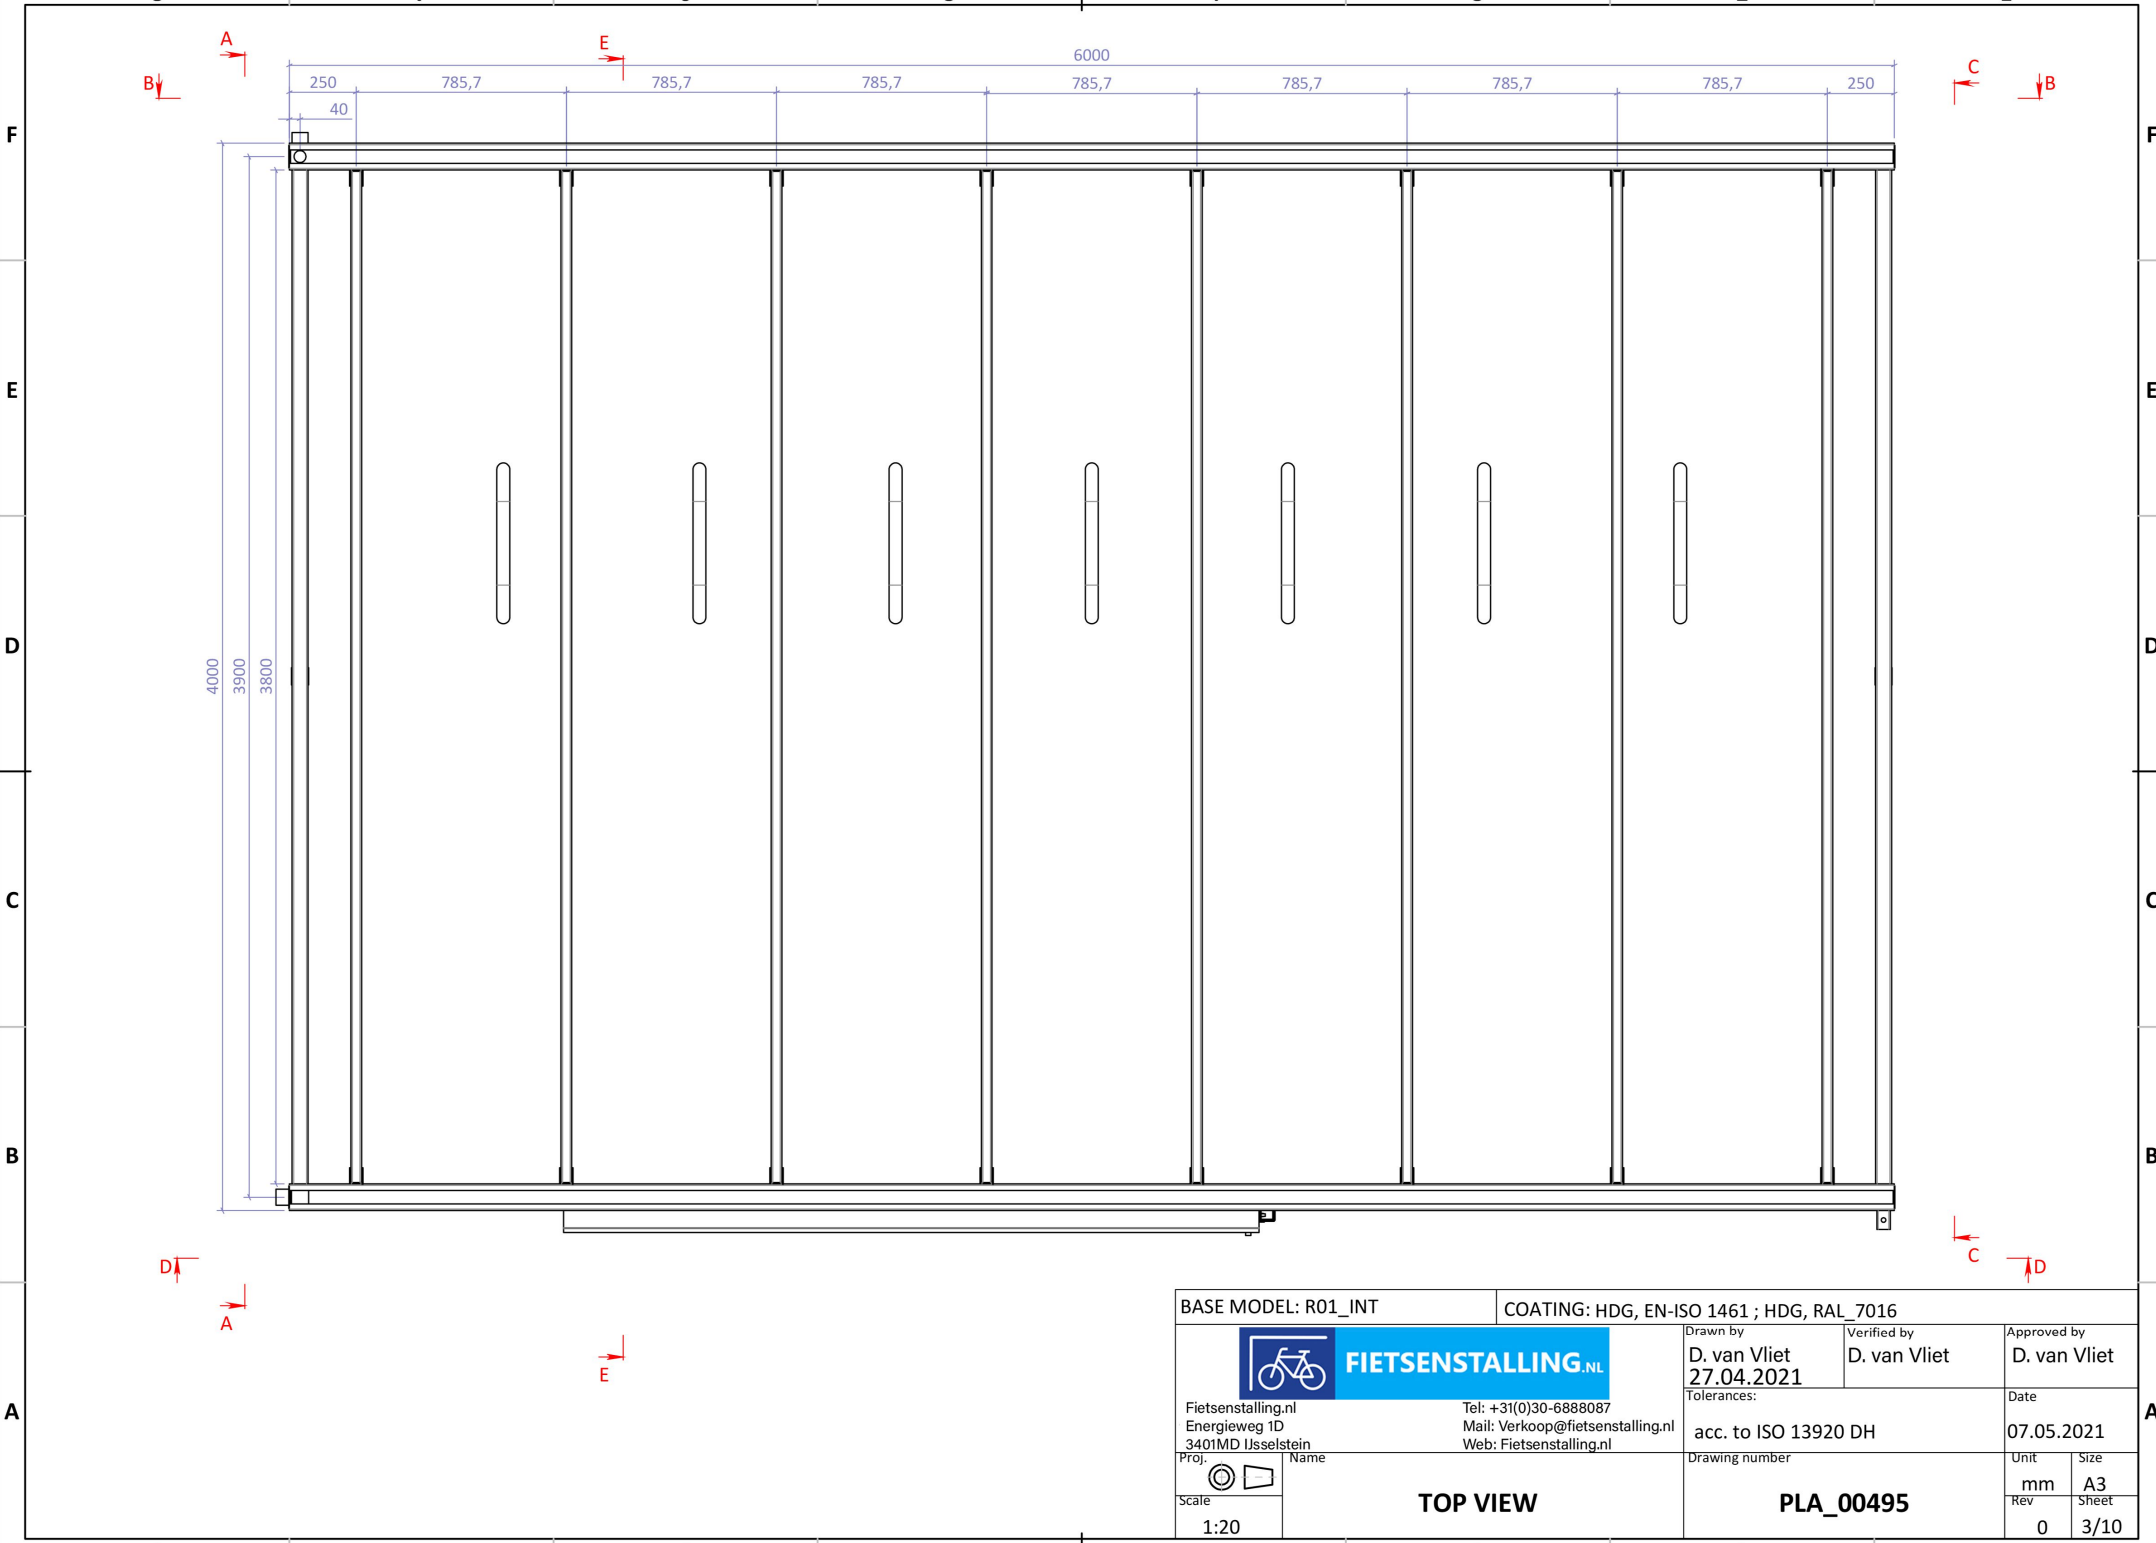 A
E
6000
C
B
250
785,7
785,7
785,7
785,7
785,7
785,7
785,7
250
B
40
F
F
E
E
D
D
4000
3900
3800
C
C
B
B
D
C
D
A
E
A
A
BASE MODEL: R01_INT
COATING: HDG, EN-ISO 1461 ; HDG, RAL_7016
FIETSENSTALLING.NL
Drawn by
D. van Vliet
27.04.2021
Verified by
D. van Vliet
Approved by
D. van Vliet
Fietsenstalling.nl
Energieweg 1D
3401MD IJsselstein
Tel: +31(0)30-6888087
Mail: Verkoop@fietsenstalling.nl
Web: Fietsenstalling.nl
Tolerances:
acc. to ISO 13920 DH
Date
07.05.2021
Proj.
Name
TOP VIEW
Drawing number
PLA_00495
Unit
mm
Size
A3
Scale
1:20
Rev
0
Sheet
3/10